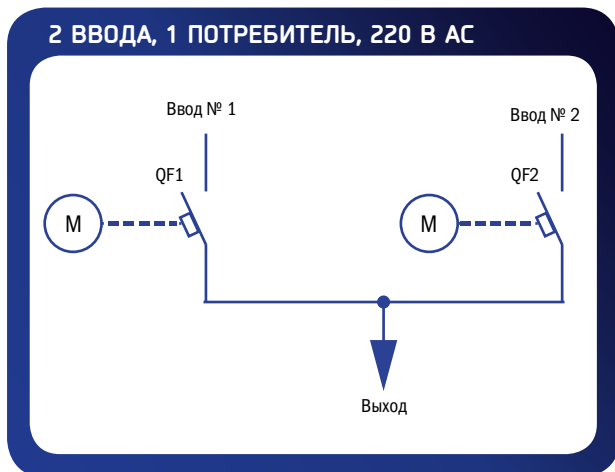 2 ВВОДА, 1 ПОТРЕБИТЕЛЬ, 220 В АС
Ввод № 1
Ввод № 2
QF1
QF2
М
М
Выход